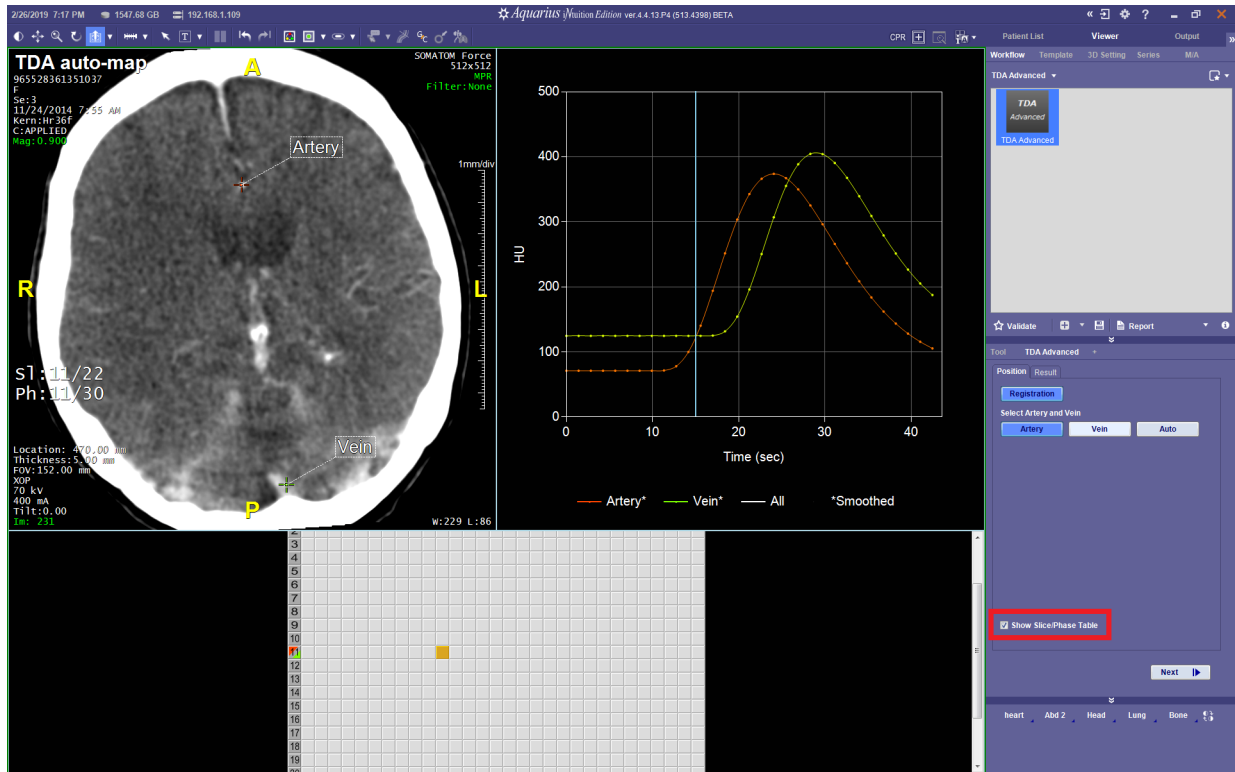 2/26/2019 7:17 PM 1547.68 GB 192.168.1.109 Aquarius iNtuition Edition ver.4.4.13.P4 (513.4398) BETA
CPR
Patient List Viewer Output
Workflow Template 3D Setting Series M/A
TDA Advanced
TDA
Advanced
TDA Advanced
Validate Report
Tool TDA Advanced
Position Result
Registration
Select Artery and Vein
Artery Vein Auto
Show Slice/Phase Table
Next
heart Abd 2 Head Lung Bone
TDA auto-map
965528361351037
F
Se:3
11/24/2014 7:55 AM
Kern:Hr36f
C:APPLIED
Mag:0.900
A
SOMATOM Force
512x512
MPR
Filter:None
Artery
1mm/div
R
L
Sl:11/22
Ph:11/30
Vein
Location: 470.00 mm
Thickness:5.00 mm
FOV:152.00 mm
XOP
70 kV
400 mA
Tilt:0.00
Im: 231
P
W:229 L:86
500
400
300
200
100
0
HU
0 10 20 30 40
Time (sec)
Artery* Vein* All *Smoothed
3
4
5
6
7
8
9
10
11
12
13
14
15
16
17
18
19